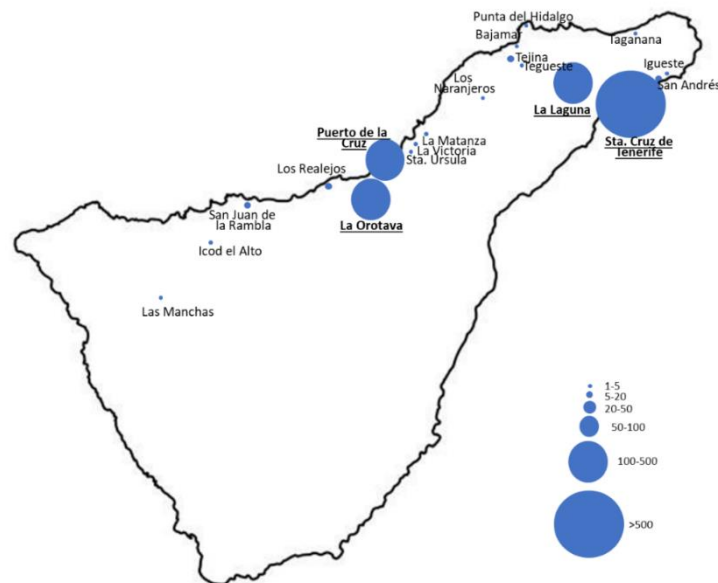 Punta del Hidalgo
Bajamar
Taganana
Tejina
Tegueste
Igueste
San Andrés
Los
Naranjeros
La Laguna
Sta. Cruz de
Tenerife
Puerto de la
Cruz
La Matanza
La Victoria
Sta. Úrsula
Los Realejos
La Orotava
San Juan de
la Rambla
Icod el Alto
Las Manchas
1-5
5-20
20-50
50-100
100-500
>500